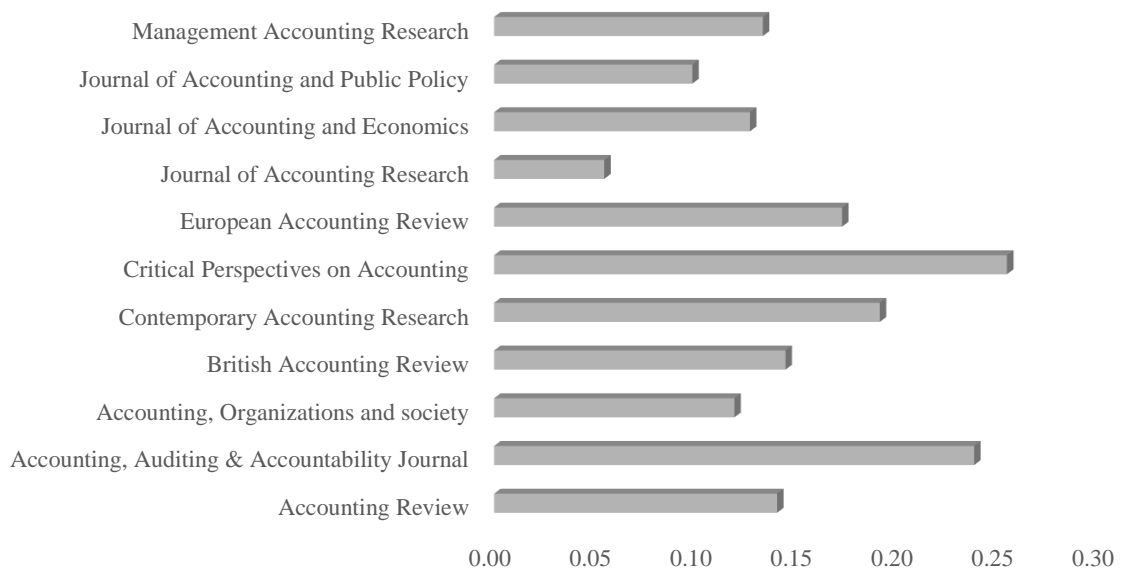 Management Accounting Research
Journal of Accounting and Public Policy
Journal of Accounting and Economics
Journal of Accounting Research
European Accounting Review
Critical Perspectives on Accounting
Contemporary Accounting Research
British Accounting Review
Accounting, Organizations and society
Accounting, Auditing & Accountability Journal
Accounting Review
0.00 0.05 0.10 0.15 0.20 0.25 0.30